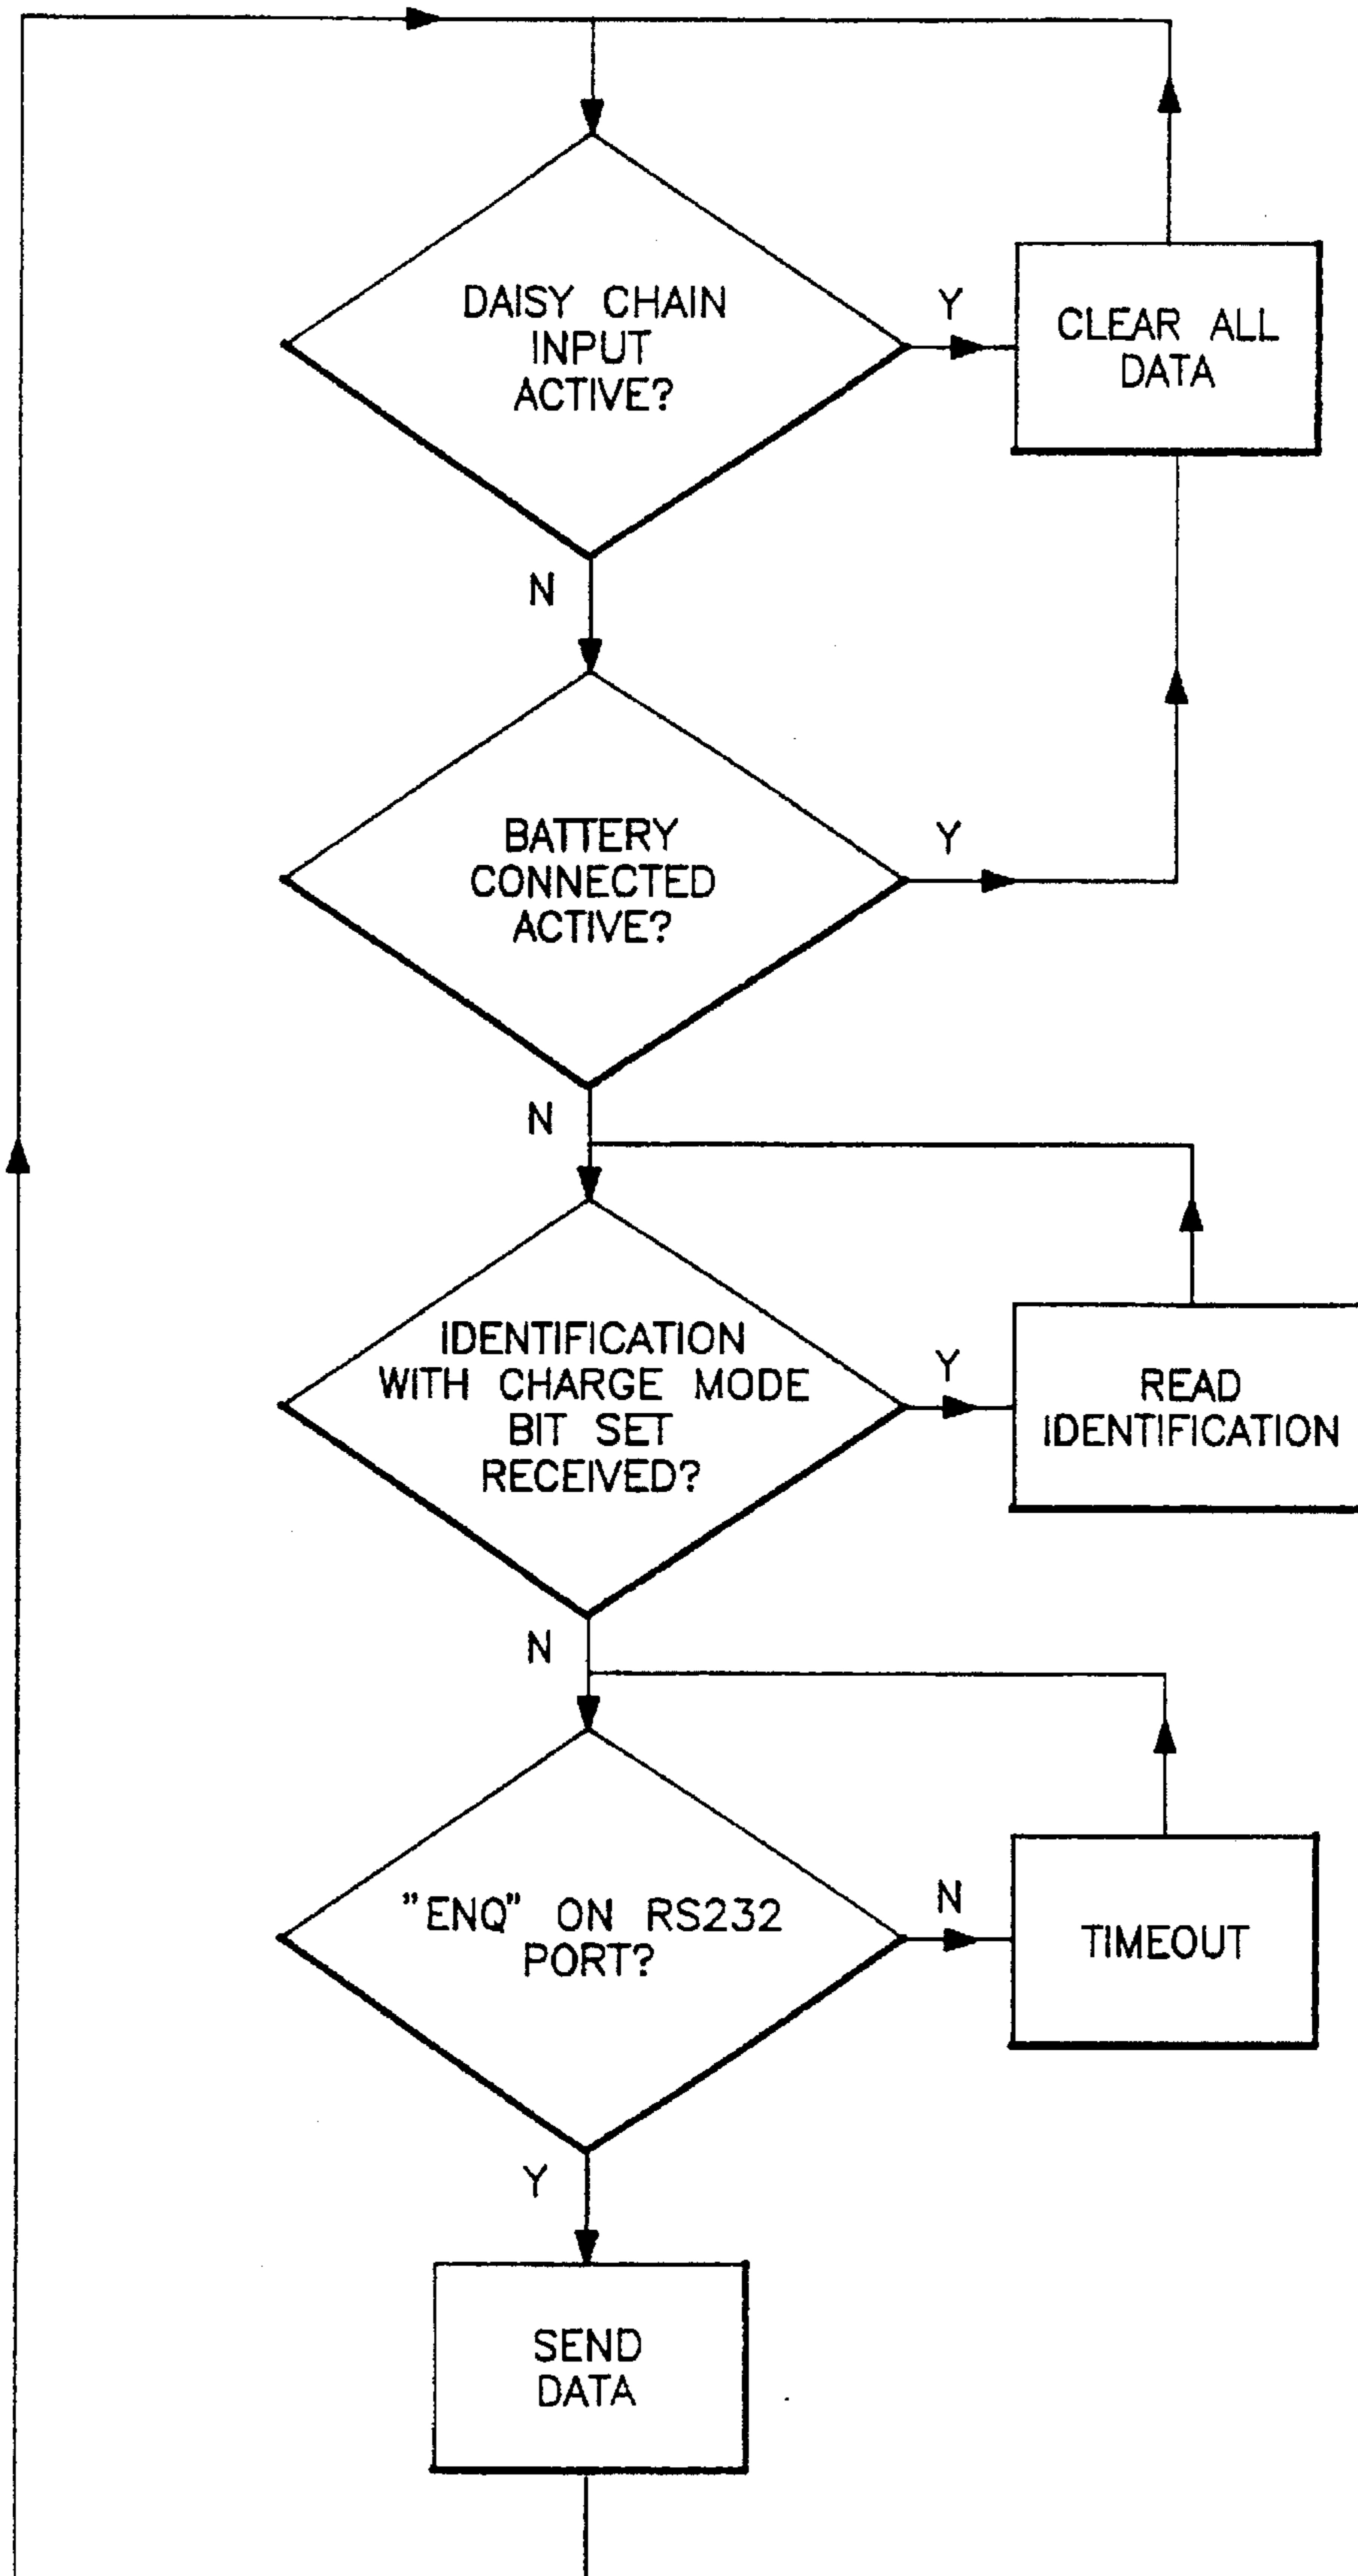 DAISY CHAIN
INPUT
ACTIVE?
Y
CLEAR ALL
DATA
N
BATTERY
CONNECTED
ACTIVE?
Y
N
IDENTIFICATION
WITH CHARGE MODE
BIT SET
RECEIVED?
Y
READ
IDENTIFICATION
N
"ENQ" ON RS232
PORT?
N
TIMEOUT
Y
SEND
DATA